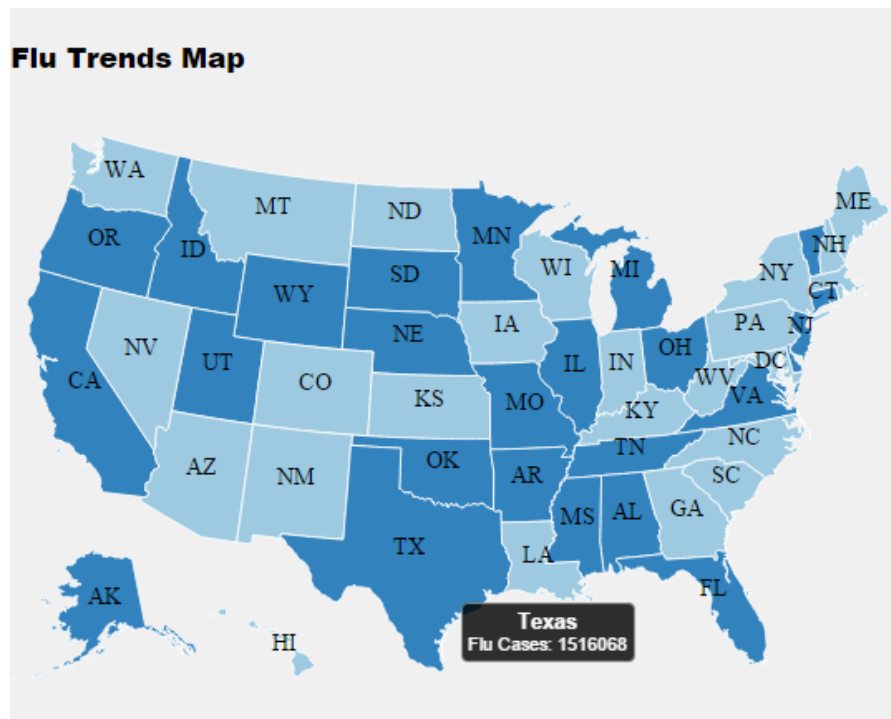 Flu Trends Map
WA
MT
ND
MN
ME
OR
ID
SD
WI
MI
NH
NY
WY
CT
NE
IA
PA
NJ
NV
UT
IL
IN
OH
DC
CA
CO
KS
MO
WV
VA
KY
AZ
NM
OK
AR
TN
NC
SC
TX
MS
AL
GA
LA
AK
FL
HI
Texas
Flu Cases: 1516068